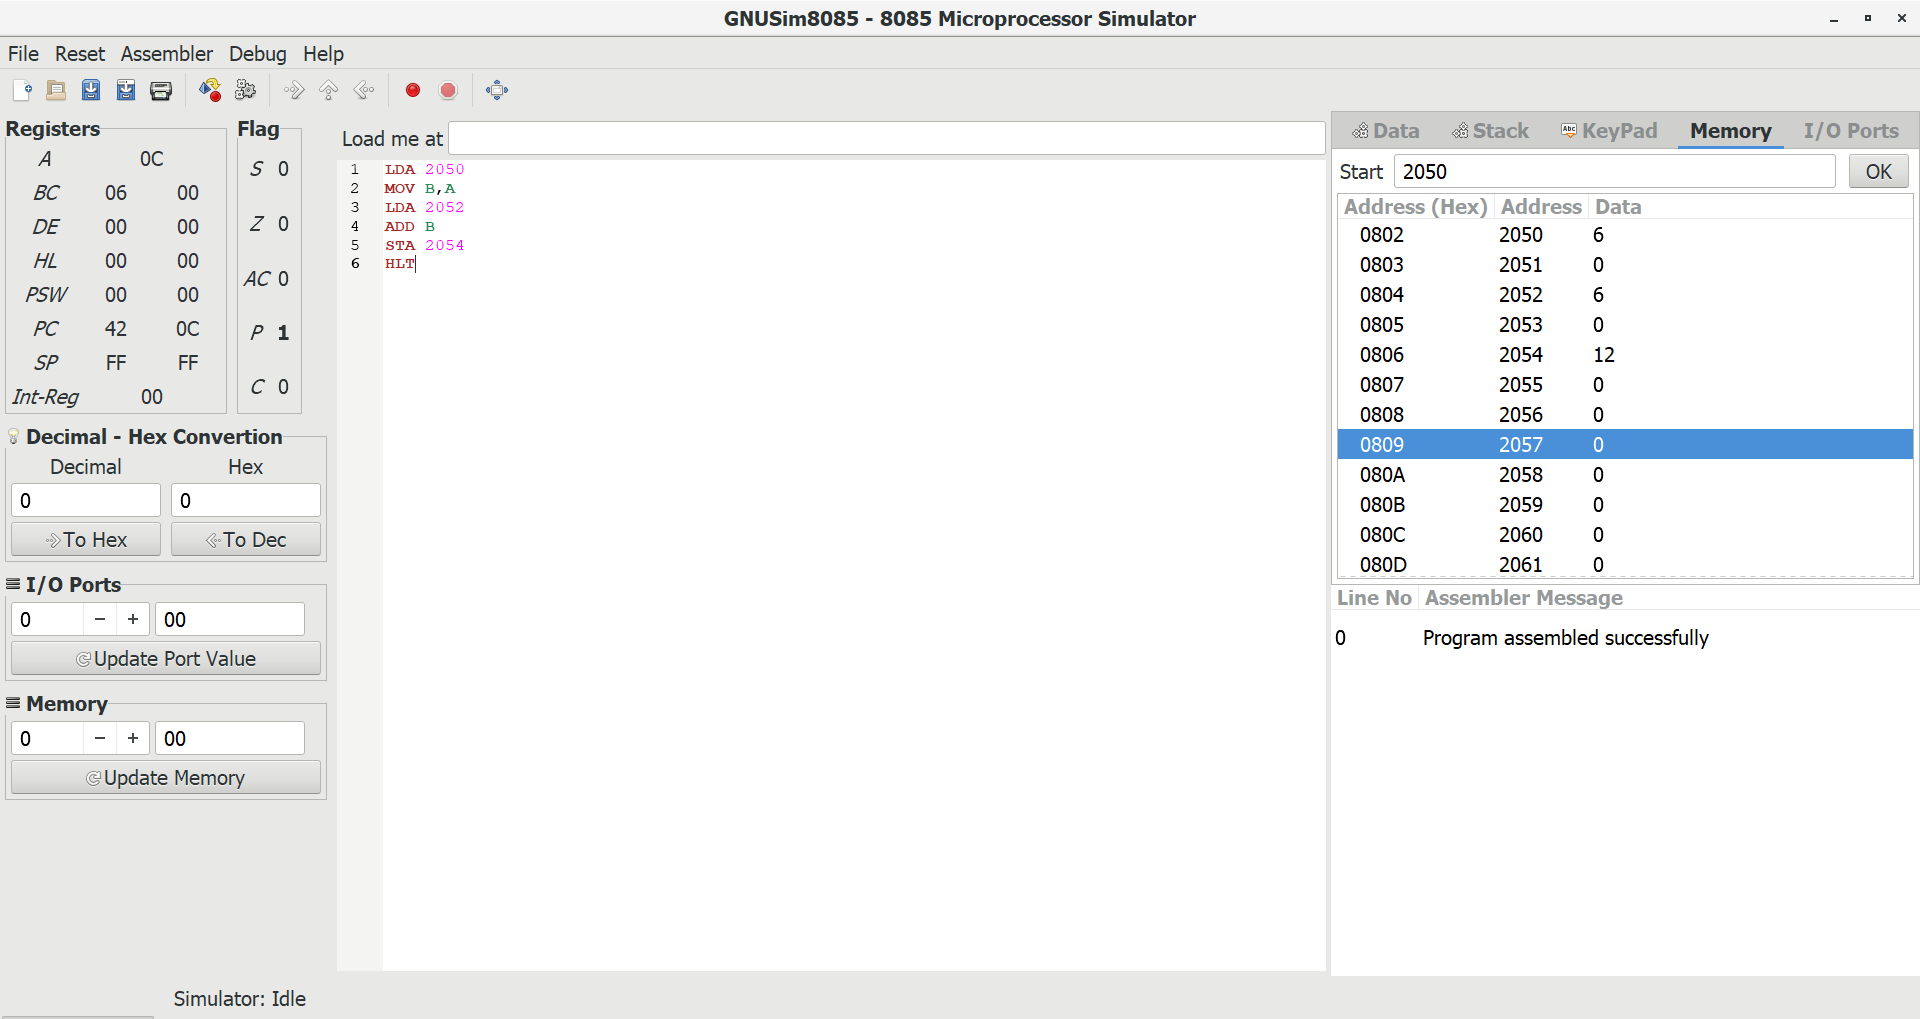 GNUSim8085 - 8085 Microprocessor Simulator
File Reset Assembler Debug Help
Registers
A 0C
BC 06 00
DE 00 00
HL 00 00
PSW 00 00
PC 42 0C
SP FF FF
Int-Reg 00
Flag
S 0
Z 0
AC 0
P 1
C 0
Decimal - Hex Convertion
Decimal Hex
0 0
To Hex To Dec
I/O Ports
0 − + 00
Update Port Value
Memory
0 − + 00
Update Memory
Load me at
1 LDA 2050
2 MOV B,A
3 LDA 2052
4 ADD B
5 STA 2054
6 HLT
Data Stack Abc KeyPad Memory I/O Ports
Start 2050 OK
Address (Hex) Address Data
0802 2050 6
0803 2051 0
0804 2052 6
0805 2053 0
0806 2054 12
0807 2055 0
0808 2056 0
0809 2057 0
080A 2058 0
080B 2059 0
080C 2060 0
080D 2061 0
Line No Assembler Message
0 Program assembled successfully
Simulator: Idle